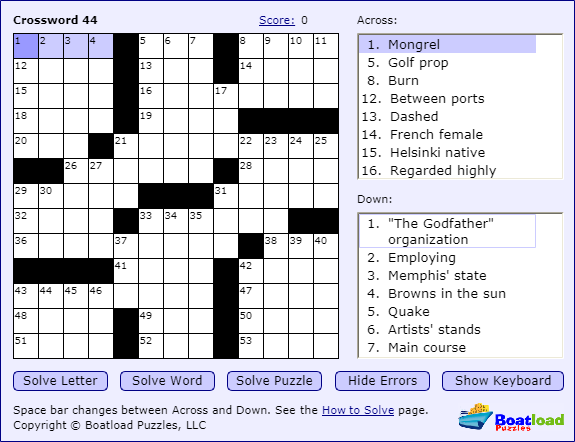 Crossword 44 Score: 0
1 2 3 4 5 6 7 8 9 10 11
12 13 14
15 16 17
18 19
20 21 22 23 24 25
26 27 28
29 30 31
32 33 34 35
36 37 38 39 40
41 42
43 44 45 46 47
48 49 50
51 52 53
Across:
1. Mongrel
5. Golf prop
8. Burn
12. Between ports
13. Dashed
14. French female
15. Helsinki native
16. Regarded highly
Down:
1. "The Godfather"
organization
2. Employing
3. Memphis' state
4. Browns in the sun
5. Quake
6. Artists' stands
7. Main course
Solve Letter Solve Word Solve Puzzle Hide Errors Show Keyboard
Space bar changes between Across and Down. See the How to Solve page.
Copyright © Boatload Puzzles, LLC
Boatload
Puzzles